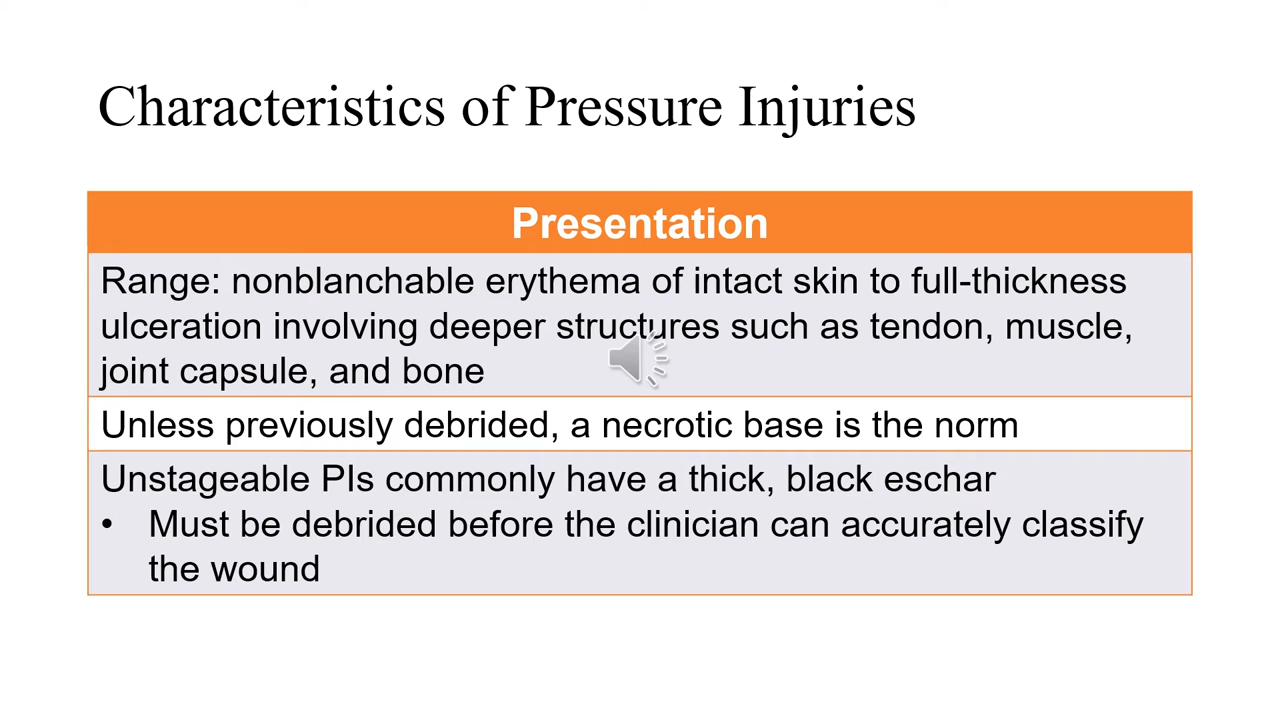 Characteristics of Pressure Injuries
Presentation
Range: nonblanchable erythema of intact skin to full-thickness
ulceration involving deeper structures such as tendon, muscle,
joint capsule, and bone
Unless previously debrided, a necrotic base is the norm
Unstageable PIs commonly have a thick, black eschar
• Must be debrided before the clinician can accurately classify
the wound